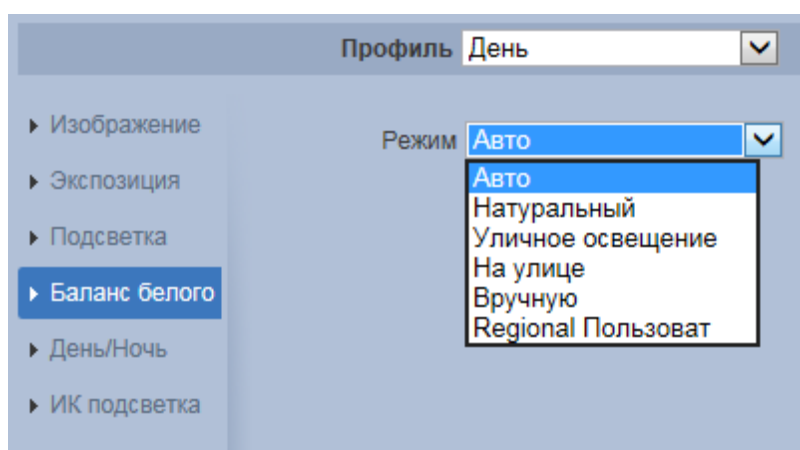 Профиль День
Изображение
Экспозиция
Подсветка
Баланс белого
День/Ночь
ИК подсветка
Режим Авто
Авто
Натуральный
Уличное освещение
На улице
Вручную
Regional Пользоват